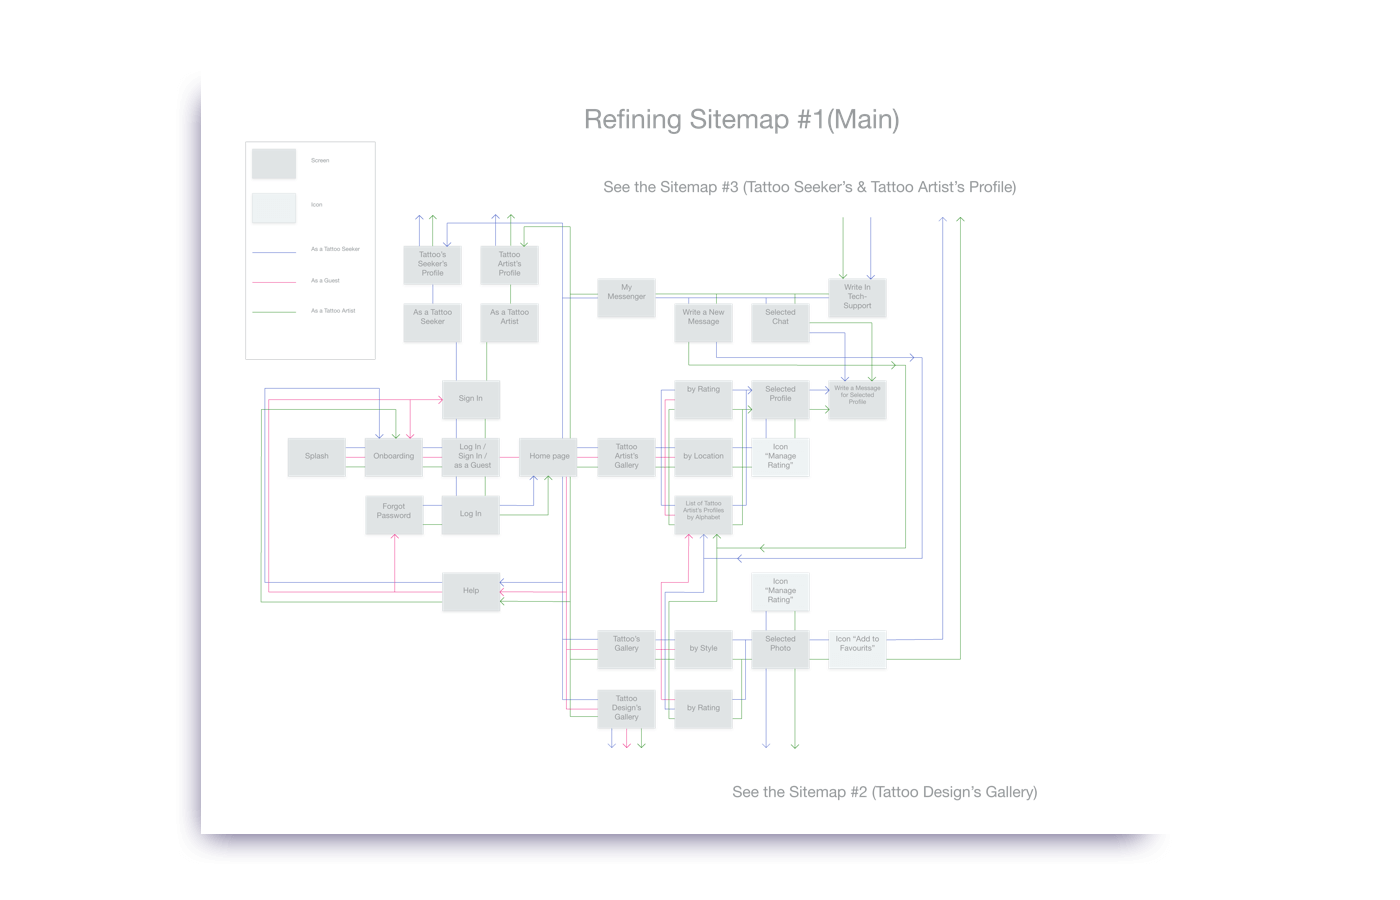 Refining Sitemap #1(Main)
Screen
Icon
As a Tattoo Seeker
As a Guest
As a Tattoo Artist
See the Sitemap #3 (Tattoo Seeker’s & Tattoo Artist’s Profile)
Tattoo’s
Seeker’s
Profile
Tattoo
Artist’s
Profile
My
Messenger
Write In
Tech-
Support
As a Tattoo
Seeker
As a Tattoo
Artist
Write a New
Message
Selected
Chat
Sign In
by Rating
Selected
Profile
Write a Message
for Selected
Profile
Splash
Onboarding
Log In /
Sign In /
as a Guest
Home page
Tattoo
Artist’s
Gallery
by Location
Icon
“Manage
Rating”
Forgot
Password
Log In
List of Tattoo
Artist’s Profiles
by Alphabet
Help
Icon
“Manage
Rating”
Tattoo’s
Gallery
by Style
Selected
Photo
Icon “Add to
Favourits”
Tattoo
Design’s
Gallery
by Rating
See the Sitemap #2 (Tattoo Design’s Gallery)